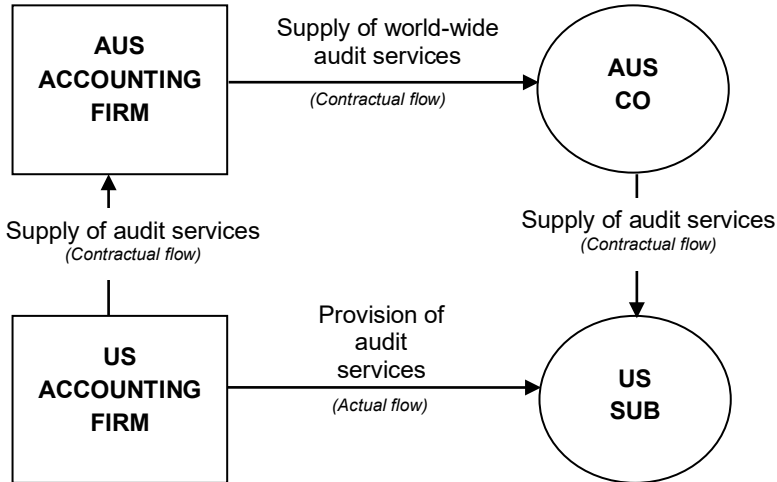 AUS
ACCOUNTING
FIRM
Supply of world-wide
audit services
(Contractual flow)
AUS
CO
Supply of audit services
(Contractual flow)
Supply of audit services
(Contractual flow)
US
ACCOUNTING
FIRM
Provision of
audit
services
(Actual flow)
US
SUB